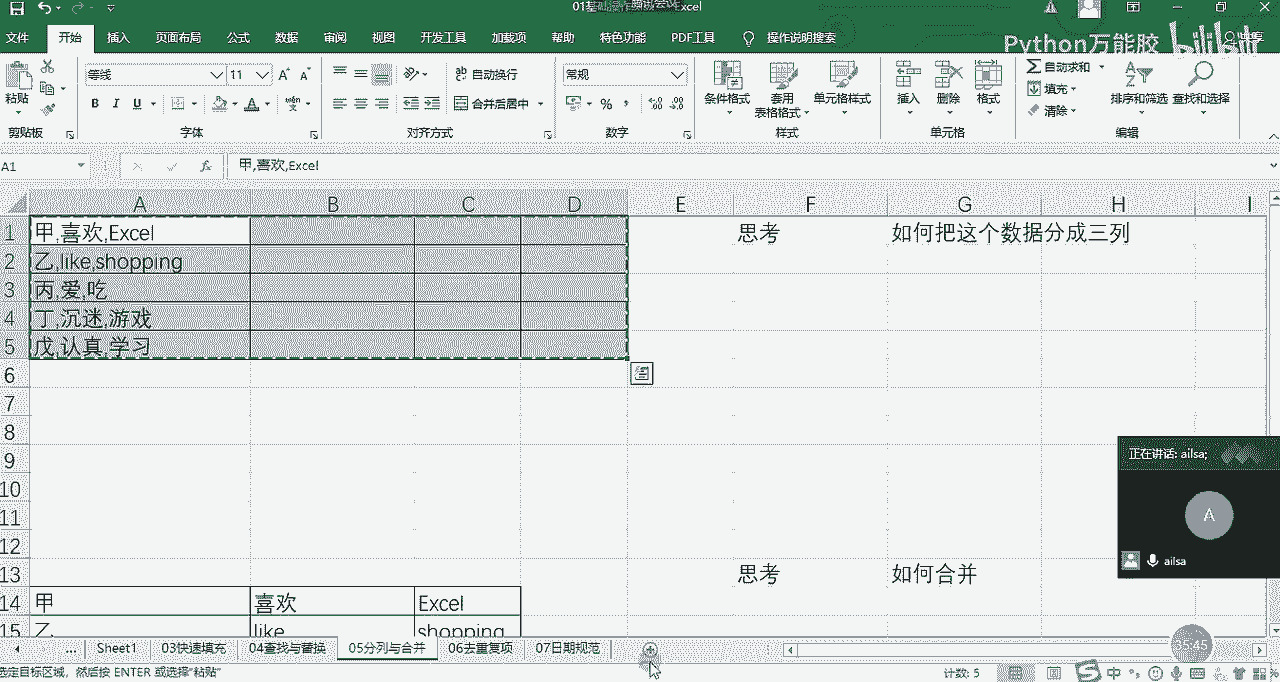 Excel
文件 开始 插入 页面布局 公式 数据 审阅 视图 开发工具 加载项 帮助 特色功能 PDF工具 操作说明搜索
Python万能胶 bilibili
等线 11 A A ab 自动换行 常规 自动求和
粘贴 B I U A 合并后居中 % 条件格式 套用 表格格式 单元格样式 插入 删除 格式 填充 清除 排序和筛选 查找和选择
剪贴板 字体 对齐方式 数字 样式 单元格 编辑
A1 fx 甲,喜欢,Excel
A B C D E F G H I
1 甲,喜欢,Excel 思考 如何把这个数据分成三列
2 乙,like,shopping
3 丙,爱,吃
4 丁,沉迷,游戏
5 戊,认真,学习
6
7
8
9
10
11
12
13 思考 如何合并
14 甲 喜欢 Excel
15 乙 like shopping
正在讲话: ailsa;
A
ailsa
... Sheet1 03快速填充 04查找与替换 05分列与合并 06去重复项 07日期规范
35:45
选定目标区域，然后按 ENTER 或选择"粘贴" 计数: 5 中 %